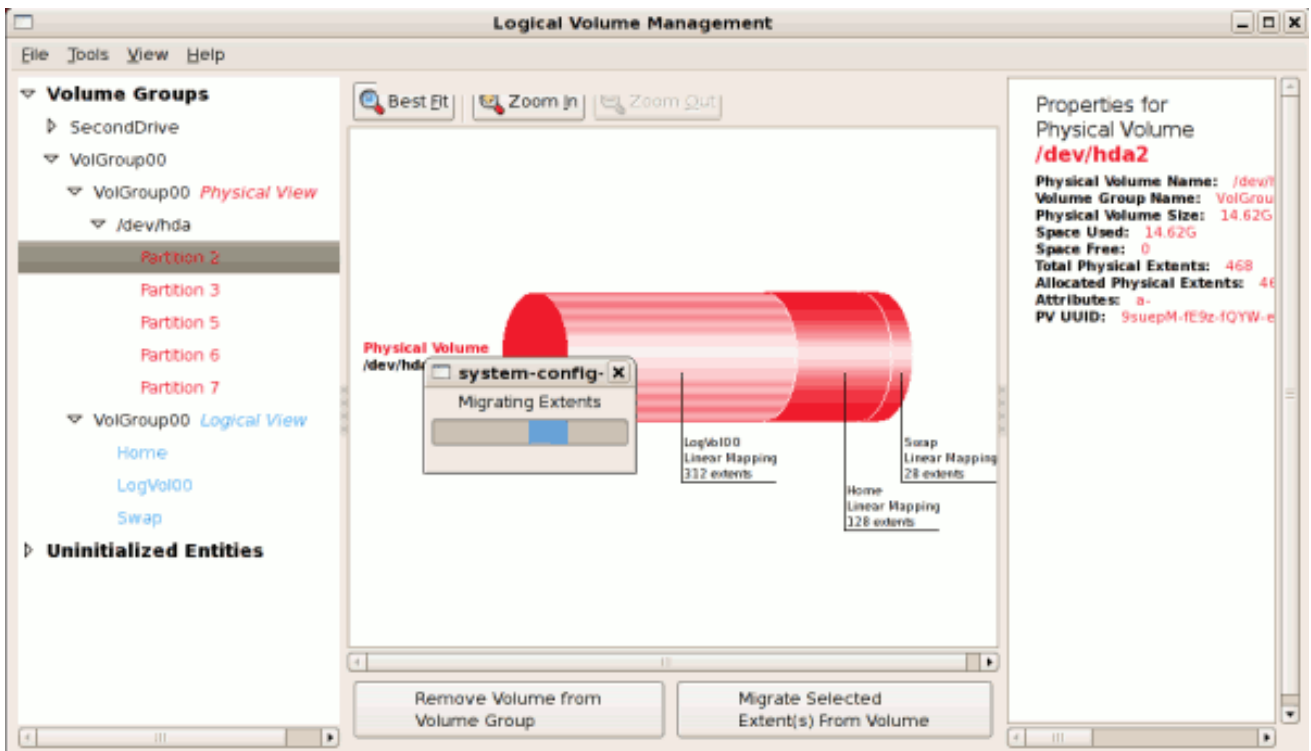 Logical Volume Management
File Tools View Help
Volume Groups
SecondDrive
VolGroup00
VolGroup00 Physical View
/dev/hda
Partition 2
Partition 3
Partition 5
Partition 6
Partition 7
VolGroup00 Logical View
Home
LogVol00
Swap
Uninitialized Entities
Best Fit Zoom In Zoom Out
Physical Volume
/dev/hda
system-config-
Migrating Extents
LogVol00
Linear Mapping
312 extents
Home
Linear Mapping
128 extents
Swap
Linear Mapping
28 extents
Remove Volume from
Volume Group
Migrate Selected
Extent(s) From Volume
Properties for
Physical Volume
/dev/hda2
Physical Volume Name: /dev/h
Volume Group Name: VolGrou
Physical Volume Size: 14.62G
Space Used: 14.62G
Space Free: 0
Total Physical Extents: 468
Allocated Physical Extents: 46
Attributes: a-
PV UUID: 9suepM-fE9z-fQYW-e